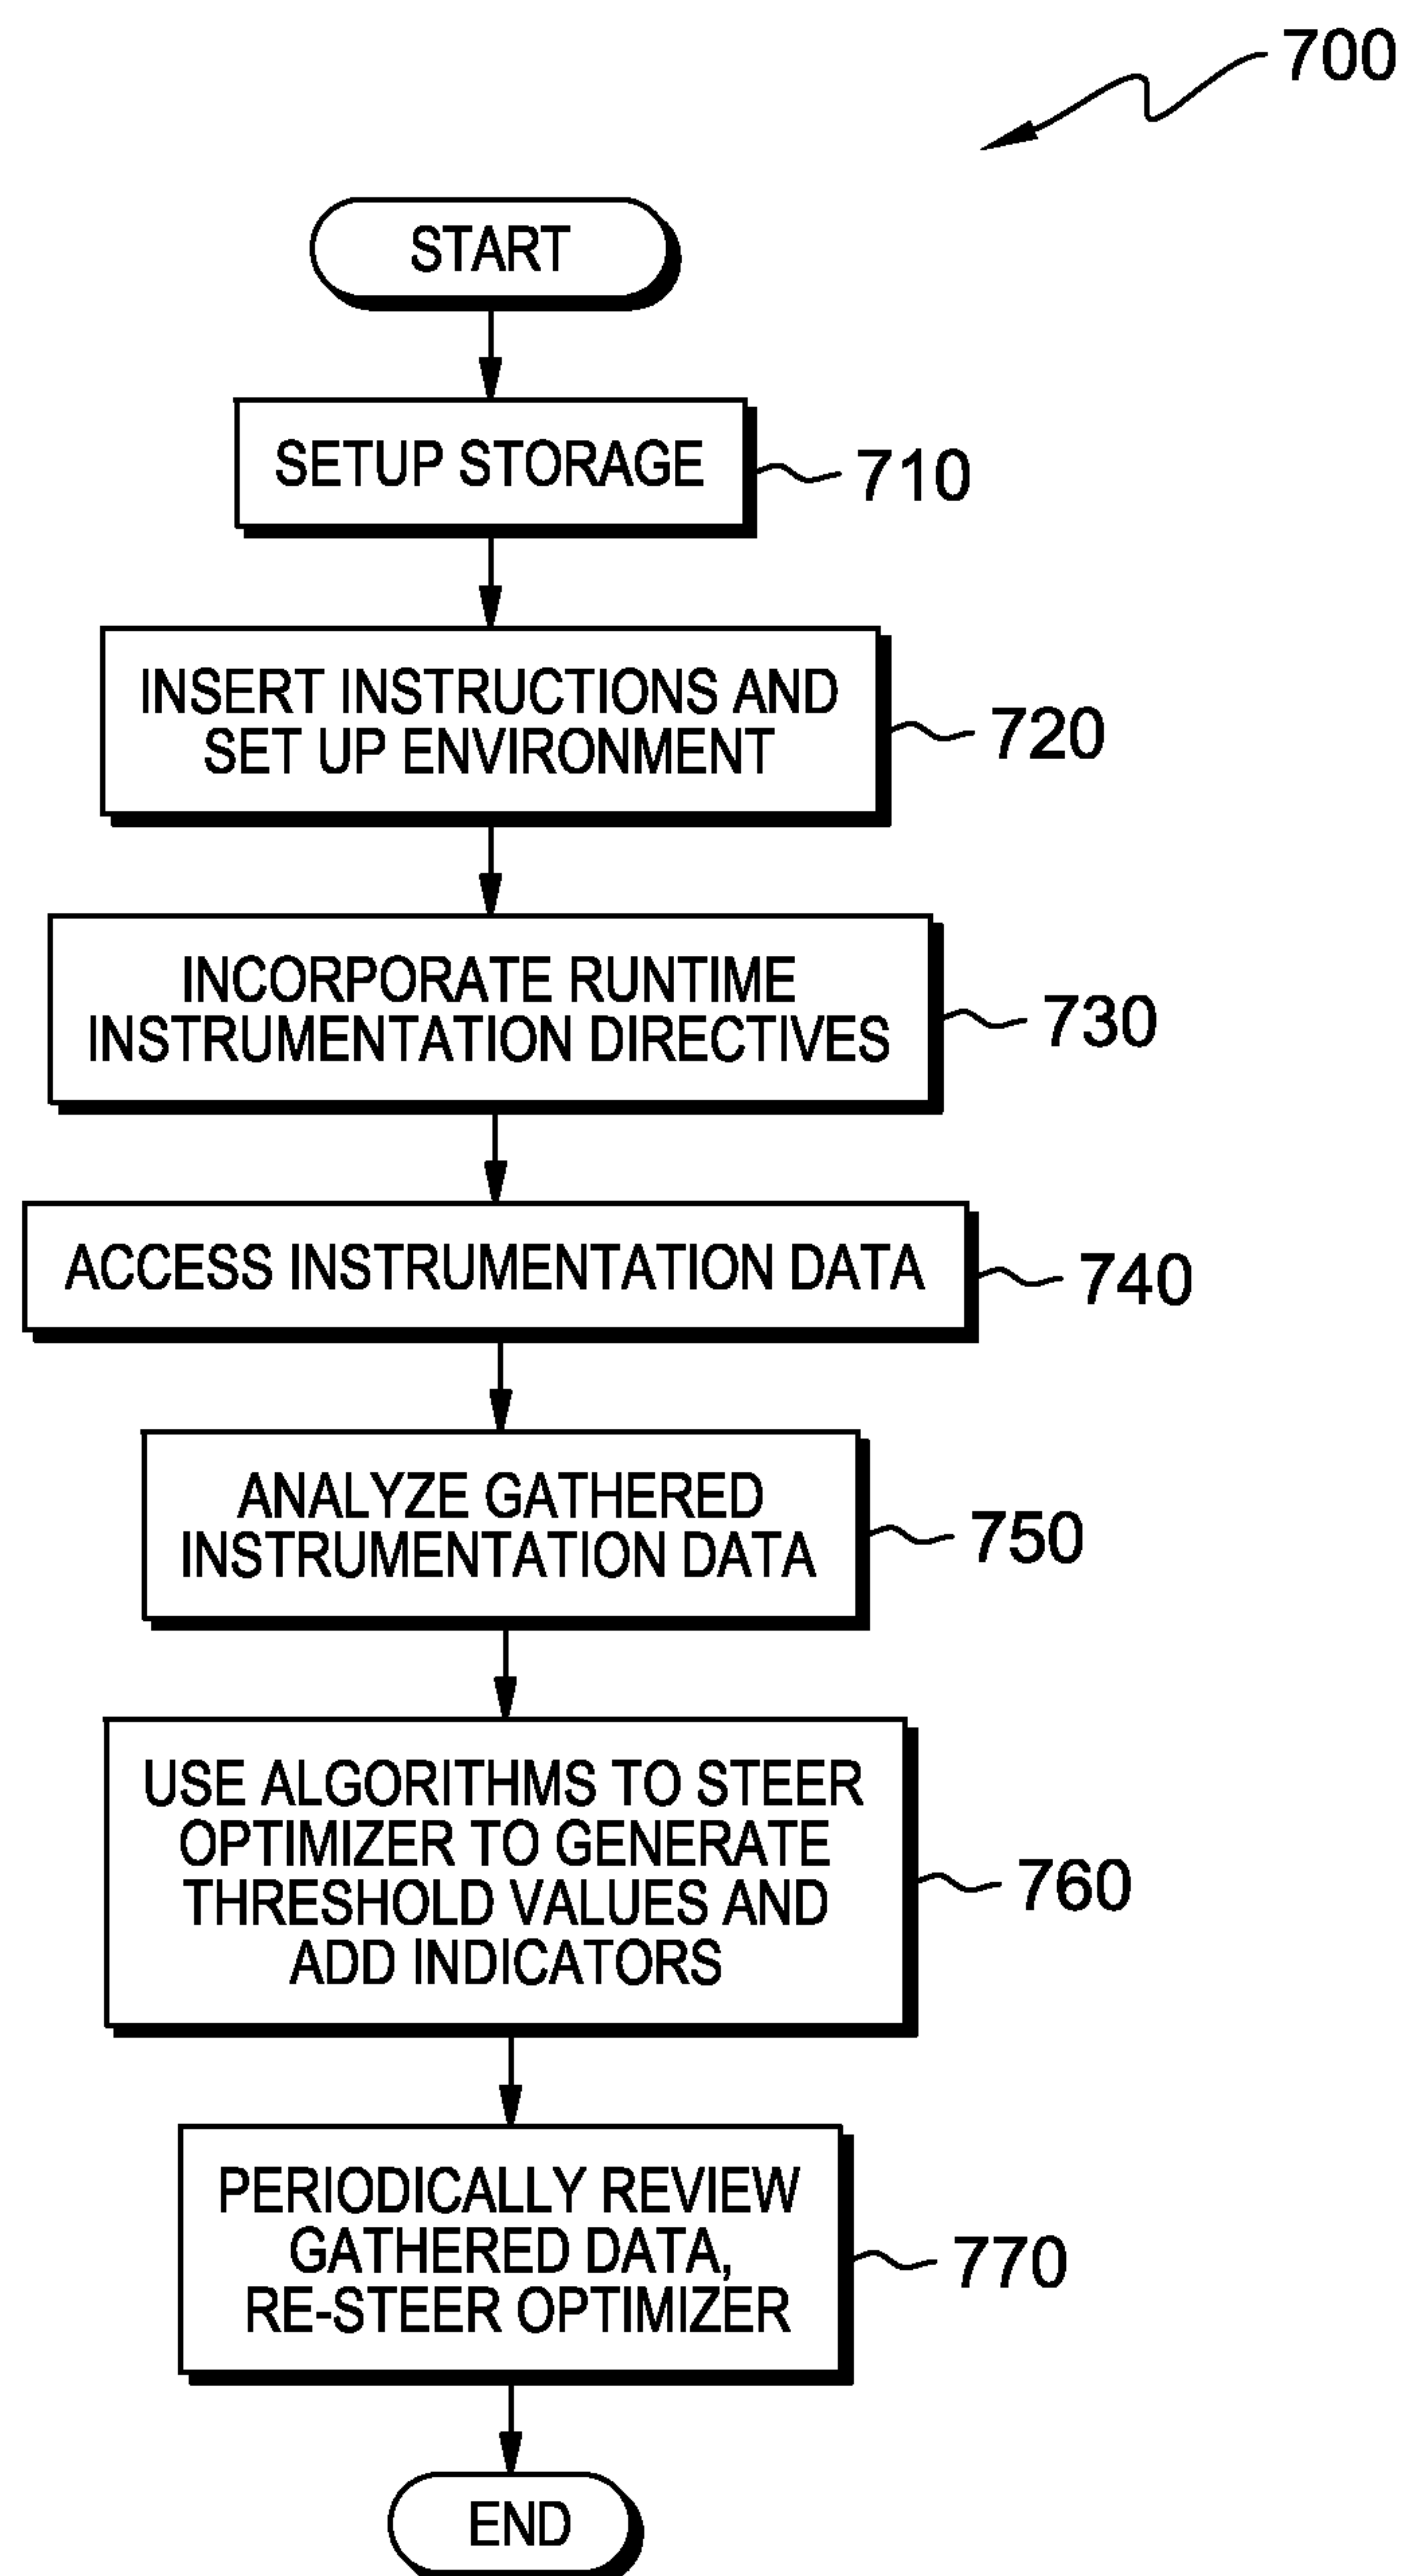 700
START
SETUP STORAGE
710
INSERT INSTRUCTIONS AND
SET UP ENVIRONMENT
720
INCORPORATE RUNTIME
INSTRUMENTATION DIRECTIVES
730
ACCESS INSTRUMENTATION DATA
740
ANALYZE GATHERED
INSTRUMENTATION DATA
750
USE ALGORITHMS TO STEER
OPTIMIZER TO GENERATE
THRESHOLD VALUES AND
ADD INDICATORS
760
PERIODICALLY REVIEW
GATHERED DATA,
RE-STEER OPTIMIZER
770
END